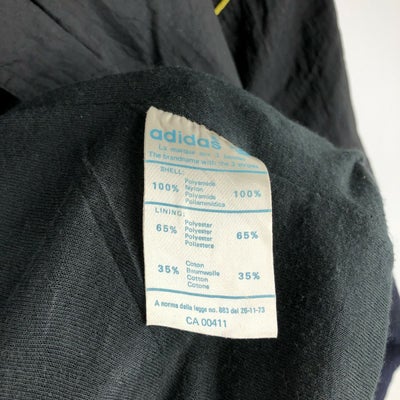 adidas
La marque aux 3 bandes
The brandname with the 3 stripes
SHELL:
Polyamide
100% Nylon 100%
Polyamide
Poliammidica
LINING:
Polyester
65% Polyester 65%
Polyester
Poliestere
Coton
35% Baumwolle 35%
Cotton
Cotone
A norma della legge no. 883 del 26-11-73
CA 00411